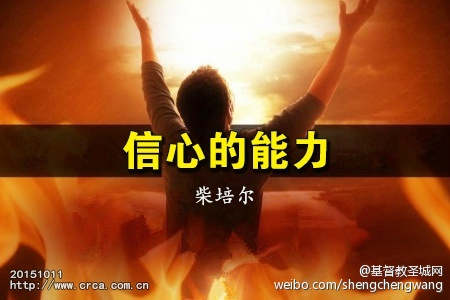 信心的能力
柴培尔
20151011
http://www.crca.com.cn
@基督教圣城网
weibo.com/shengchengwang